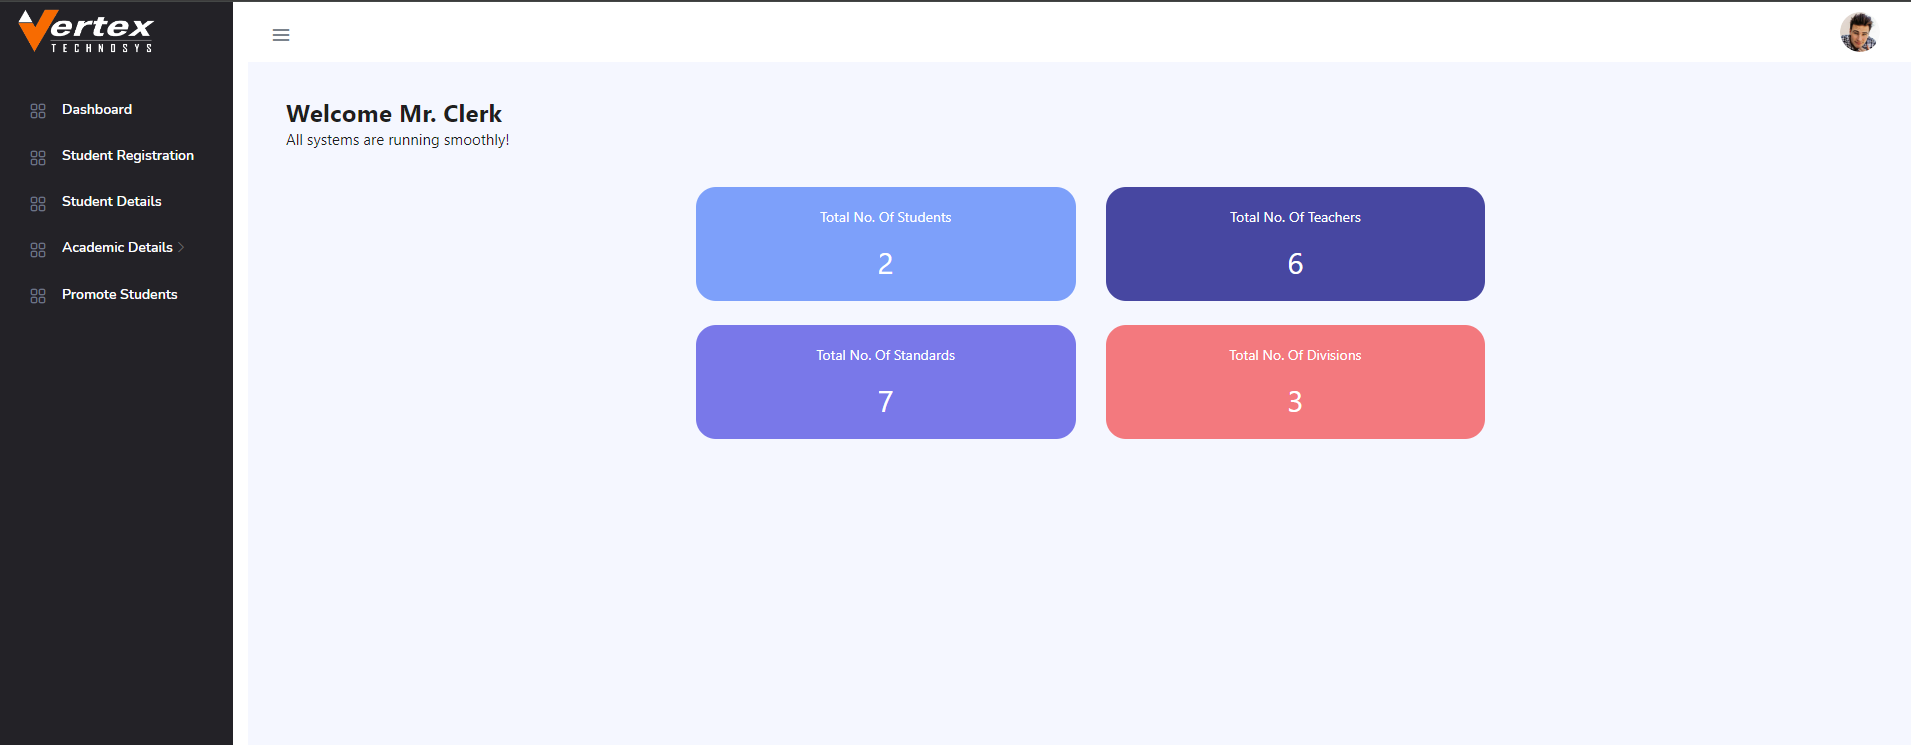 Vertex
TECHNOSYS
Dashboard
Student Registration
Student Details
Academic Details
Promote Students
Welcome Mr. Clerk
All systems are running smoothly!
Total No. Of Students
2
Total No. Of Teachers
6
Total No. Of Standards
7
Total No. Of Divisions
3